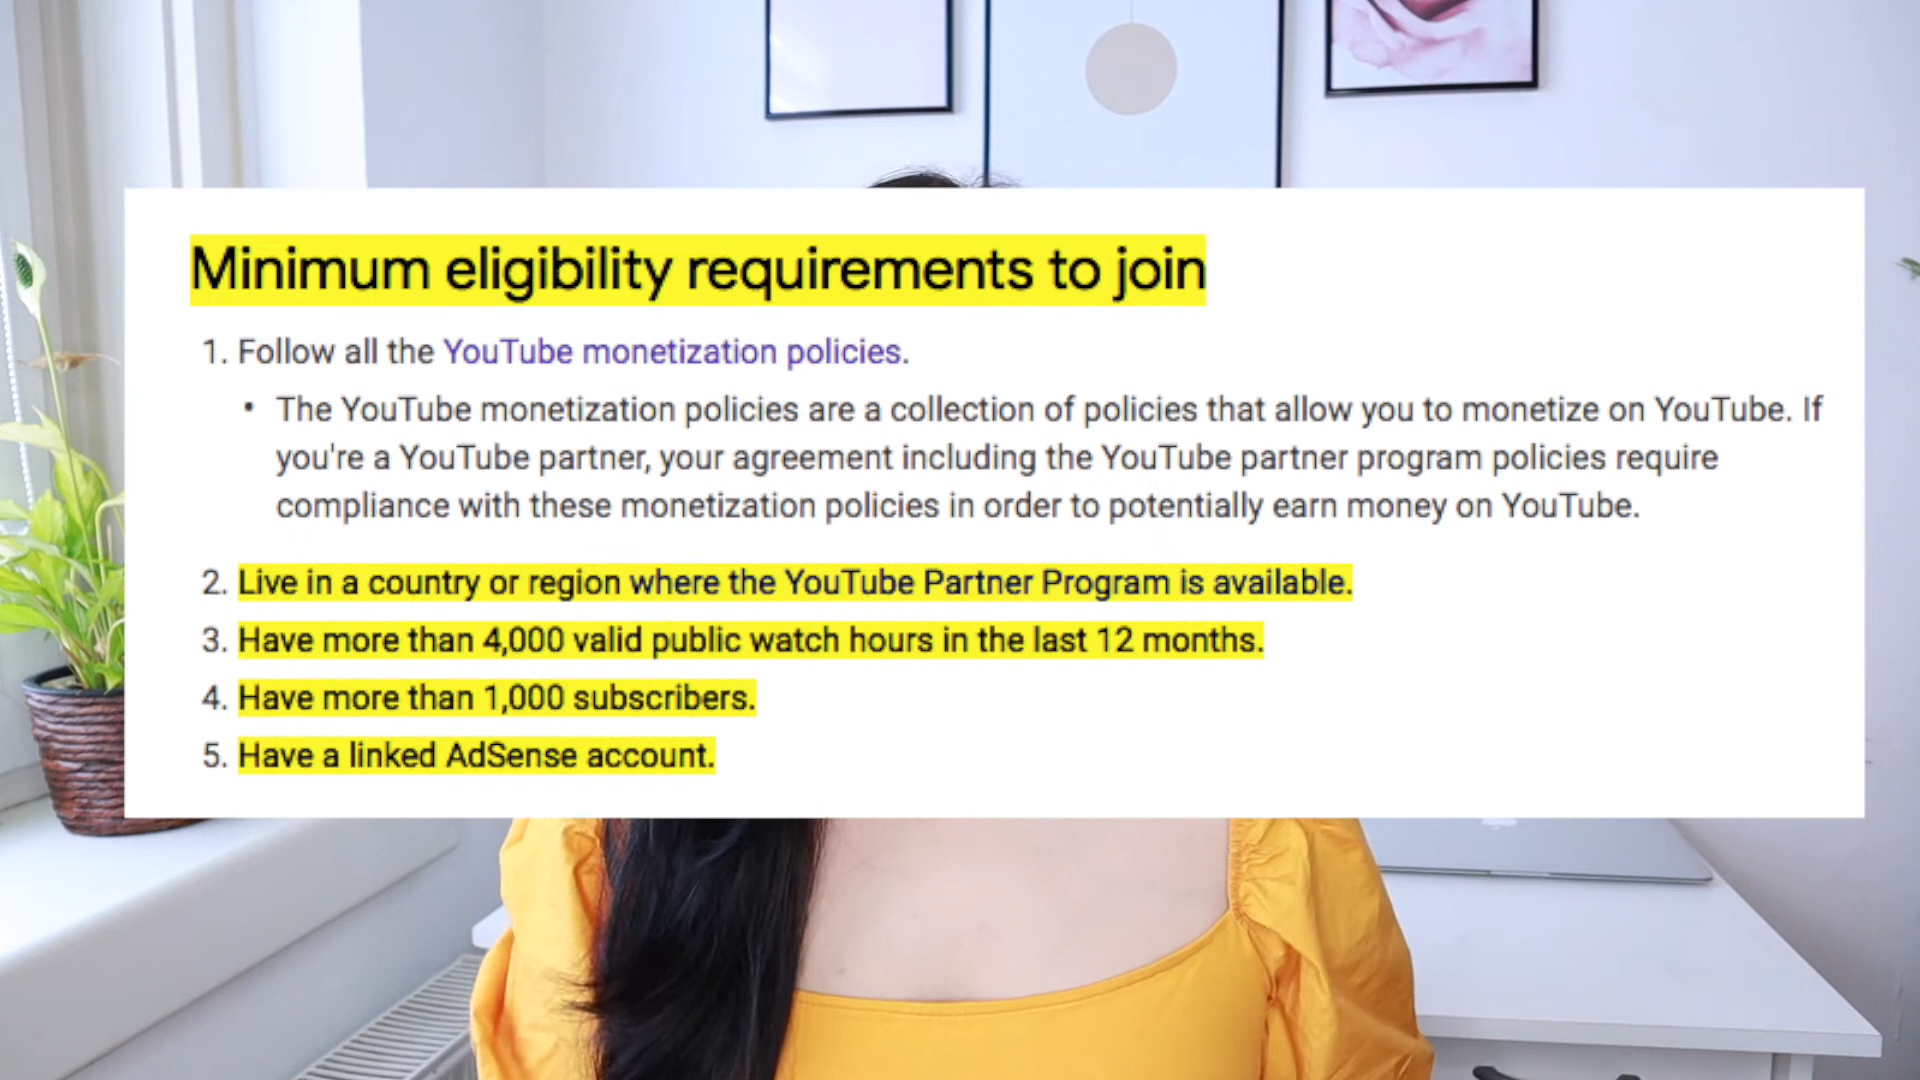 Minimum eligibility requirements to join
1. Follow all the YouTube monetization policies.
• The YouTube monetization policies are a collection of policies that allow you to monetize on YouTube. If
you're a YouTube partner, your agreement including the YouTube partner program policies require
compliance with these monetization policies in order to potentially earn money on YouTube.
2. Live in a country or region where the YouTube Partner Program is available.
3. Have more than 4,000 valid public watch hours in the last 12 months.
4. Have more than 1,000 subscribers.
5. Have a linked AdSense account.